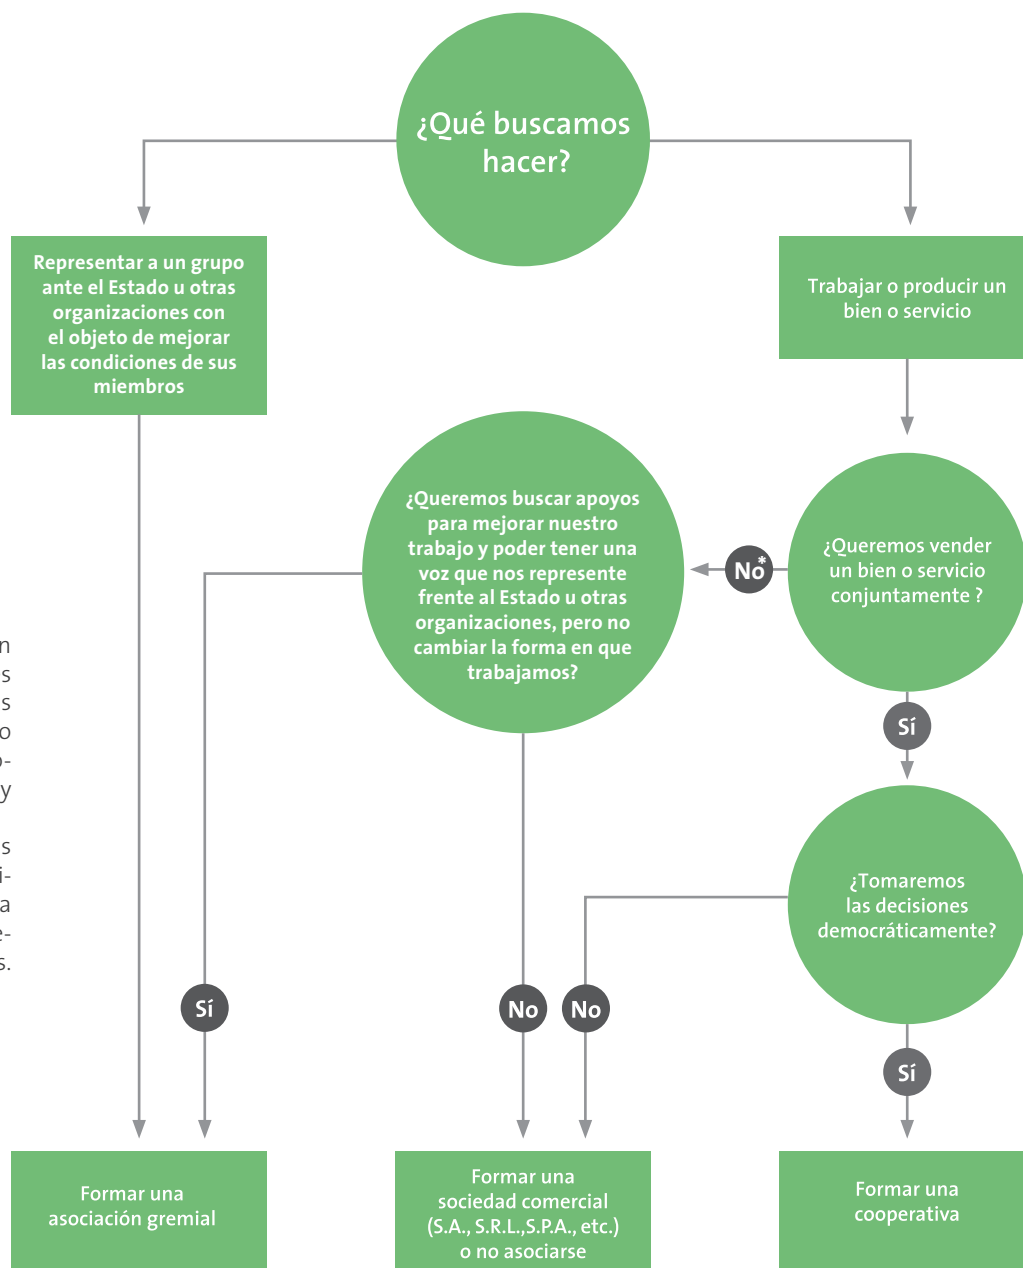 ¿Qué buscamos
hacer?
Representar a un grupo
ante el Estado u otras
organizaciones con
el objeto de mejorar
las condiciones de sus
miembros
Trabajar o producir un
bien o servicio
¿Queremos buscar apoyos
para mejorar nuestro
trabajo y poder tener una
voz que nos represente
frente al Estado u otras
organizaciones, pero no
cambiar la forma en que
trabajamos?
No*
¿Queremos vender
un bien o servicio
conjuntamente ?
n
s
s
o
o-
y
s
i-
a
e-
s.
Sí
¿Tomaremos
las decisiones
democráticamente?
Sí
No
No
Sí
Formar una
asociación gremial
Formar una
sociedad comercial
(S.A., S.R.L.,S.P.A., etc.)
o no asociarse
Formar una
cooperativa